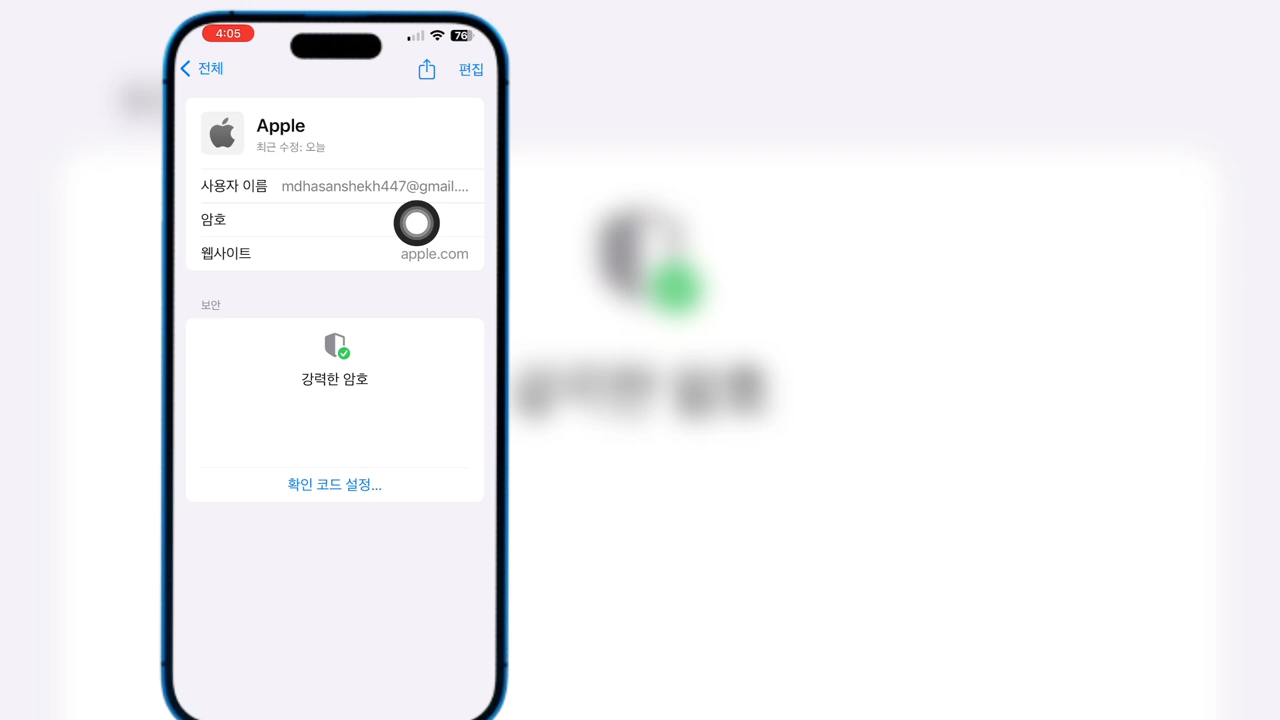 4:05
76
전체
편집
Apple
최근 수정: 오늘
사용자 이름 mdhasanshekh447@gmail....
암호
웹사이트 apple.com
보안
강력한 암호
확인 코드 설정...